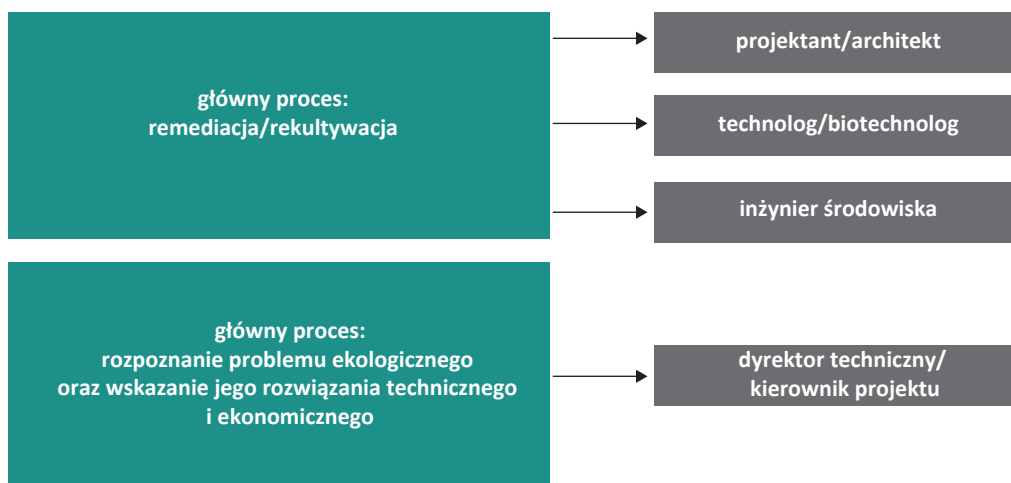 główny proces:
remediacja/rekultywacja
projektant/architekt
technolog/biotechnolog
inżynier środowiska
główny proces:
rozpoznanie problemu ekologicznego
oraz wskazanie jego rozwiązania technicznego
i ekonomicznego
dyrektor techniczny/
kierownik projektu